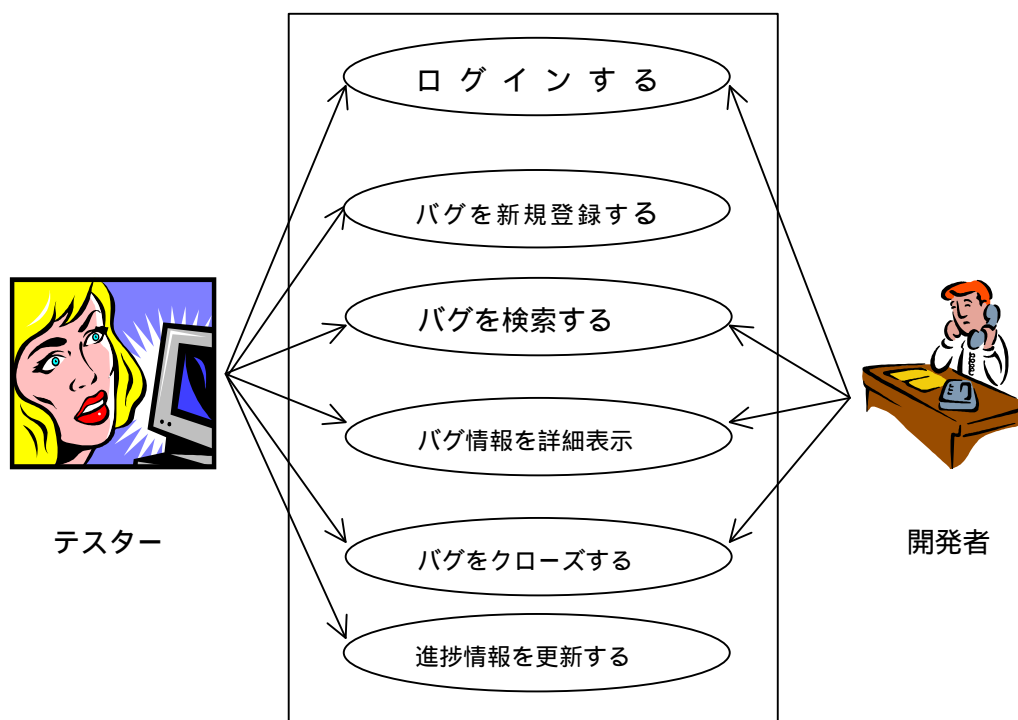 ログインする
バグを新規登録する
バグを検索する
バグ情報を詳細表示
バグをクローズする
進捗情報を更新する
テスター
開発者